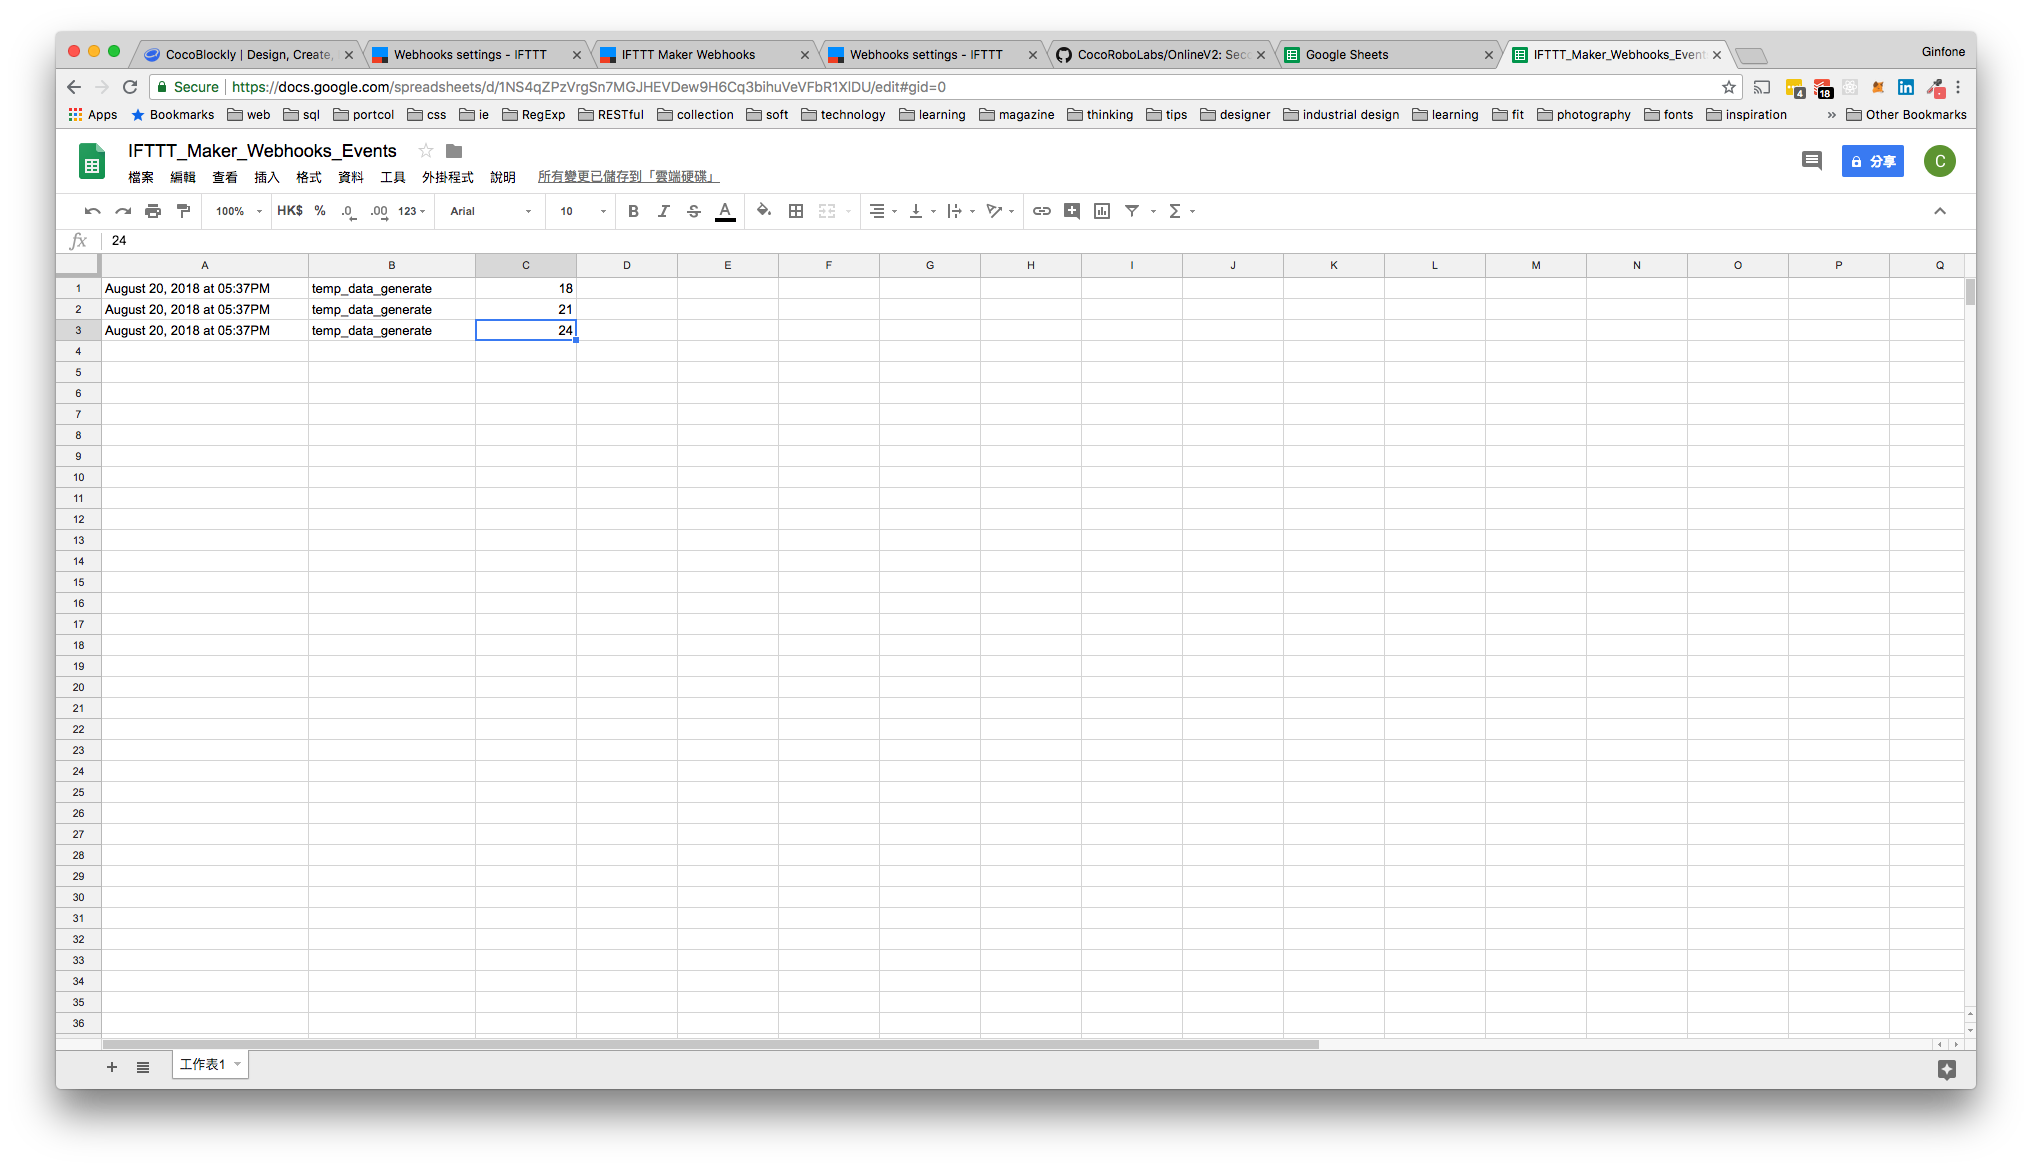 CocoBlockly | Design, Create, Webhooks settings - IFTTT IFTTT Maker Webhooks Webhooks settings - IFTTT CocoRoboLabs/OnlineV2: Seco Google Sheets IFTTT_Maker_Webhooks_Event Ginfone
Secure https://docs.google.com/spreadsheets/d/1NS4qZPzVrgSn7MGJHEVDew9H6Cq3bihuVeVFbR1XlDU/edit#gid=0 4 18
Apps Bookmarks web sql portcol css ie RegExp RESTful collection soft technology learning magazine thinking tips designer industrial design learning fit photography fonts inspiration » Other Bookmarks
IFTTT_Maker_Webhooks_Events
檔案 編輯 查看 插入 格式 資料 工具 外掛程式 說明 所有變更已儲存到「雲端硬碟」 分享 C
100% HK$ % .0 .00 123 Arial 10 B I S A Σ
fx 24
A B C D E F G H I J K L M N O P Q
1 August 20, 2018 at 05:37PM temp_data_generate 18
2 August 20, 2018 at 05:37PM temp_data_generate 21
3 August 20, 2018 at 05:37PM temp_data_generate 24
4
5
6
7
8
9
10
11
12
13
14
15
16
17
18
19
20
21
22
23
24
25
26
27
28
29
30
31
32
33
34
35
36
工作表1